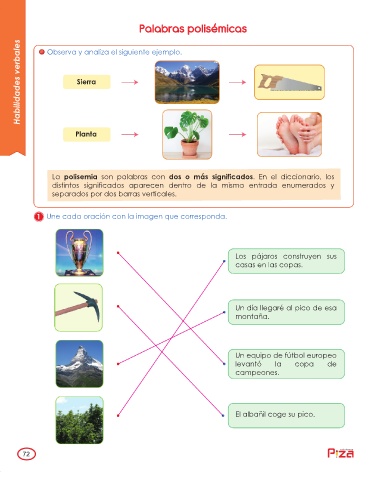 Palabras polisémicas
Habilidades verbales
Observa y analiza el siguiente ejemplo.
Sierra
Planta
La polisemia son palabras con dos o más significados. En el diccionario, los
distintos significados aparecen dentro de la misma entrada enumerados y
separados por dos barras verticales.
1 Une cada oración con la imagen que corresponda.
Los pájaros construyen sus
casas en las copas.
Un día llegaré al pico de esa
montaña.
Un equipo de fútbol europeo
levantó la copa de
campeones.
El albañil coge su pico.
72